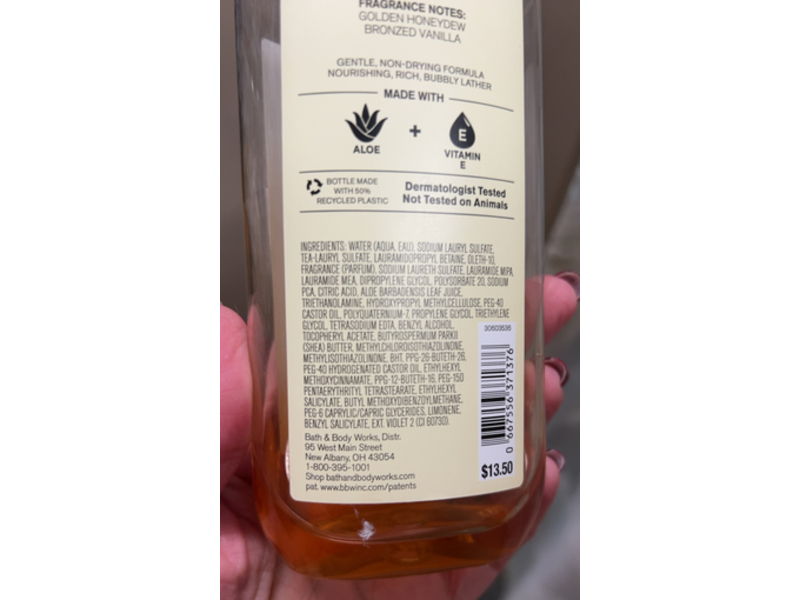 FRAGRANCE NOTES:
GOLDEN HONEYDEW
BRONZED VANILLA
GENTLE, NON-DRYING FORMULA
NOURISHING, RICH, BUBBLY LATHER
MADE WITH
ALOE
+
E
VITAMIN
E
BOTTLE MADE
WITH 50%
RECYCLED PLASTIC
Dermatologist Tested
Not Tested on Animals
INGREDIENTS: WATER (AQUA, EAU), SODIUM LAURYL SULFATE,
TEA-LAURYL SULFATE, LAURAMIDOPROPYL BETAINE, OLETH-10,
FRAGRANCE (PARFUM), SODIUM LAURETH SULFATE, LAURAMIDE MIPA,
LAURAMIDE MEA, DIPROPYLENE GLYCOL, POLYSORBATE 20, SODIUM
PCA, CITRIC ACID, ALOE BARBADENSIS LEAF JUICE,
TRIETHANOLAMINE, HYDROXYPROPYL METHYLCELLULOSE, PEG-40
CASTOR OIL, POLYQUATERNIUM-7, PROPYLENE GLYCOL, TRIETHYLENE
GLYCOL, TETRASODIUM EDTA, BENZYL ALCOHOL,
TOCOPHERYL ACETATE, BUTYROSPERMUM PARKII
(SHEA) BUTTER, METHYLCHLOROISOTHIAZOLINONE,
METHYLISOTHIAZOLINONE, BHT, PPG-26-BUTETH-26,
PEG-40 HYDROGENATED CASTOR OIL, ETHYLHEXYL
METHOXYCINNAMATE, PPG-12-BUTETH-16, PEG-150
PENTAERYTHRITYL TETRASTEARATE, ETHYLHEXYL
SALICYLATE, BUTYL METHOXYDIBENZOYLMETHANE,
PEG-6 CAPRYLIC/CAPRIC GLYCERIDES, LIMONENE,
BENZYL SALICYLATE, EXT. VIOLET 2 (CI 60730).
Bath & Body Works, Distr.
95 West Main Street
New Albany, OH 43054
1-800-395-1001
Shop bathandbodyworks.com
pat. www.bbwinc.com/patents
30603536
0 667556 371376
$13.50